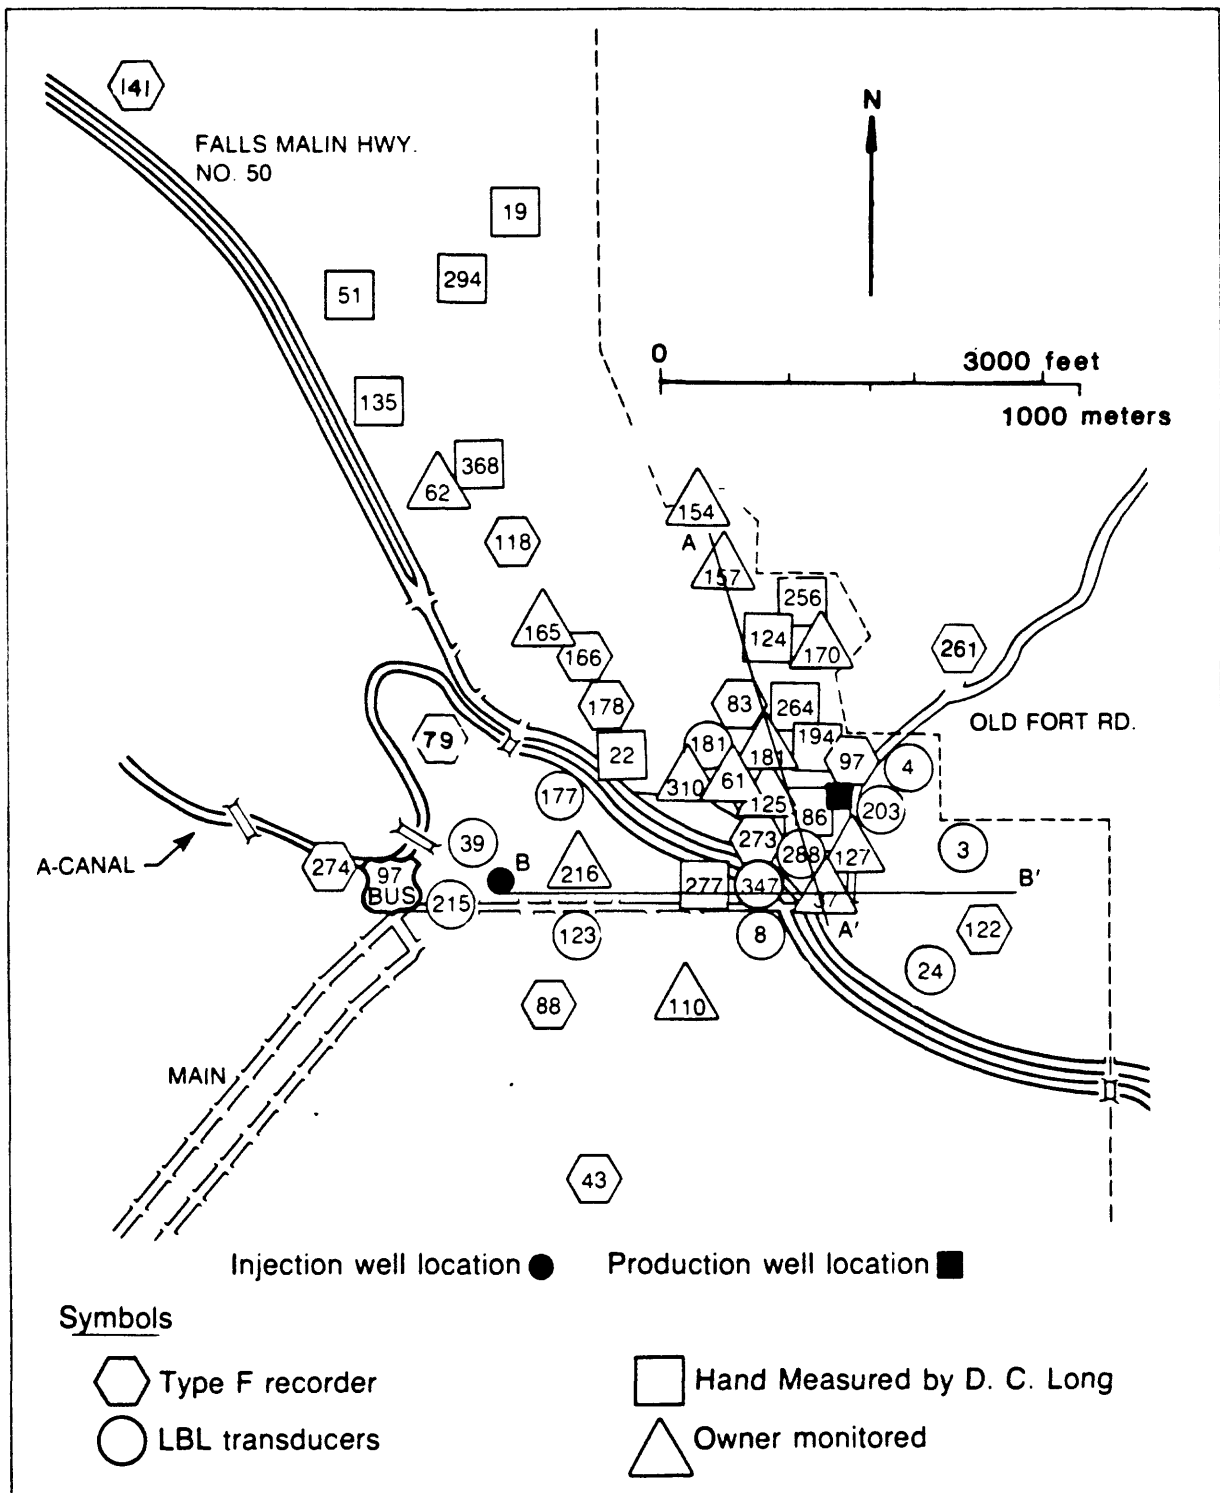 141
FALLS MALIN HWY.
NO. 50
N
19
294
51
0
3000 feet
1000 meters
135
368
62
154
118
A
157
256
165
124
170
166
261
178
83
264
OLD FORT RD.
79
181
181
194
97
22
4
310
61
177
125
86
203
39
273
A-CANAL
274
97
BUS
216
288
127
3
B
277
347
B'
215
37
123
8
A'
122
24
88
110
MAIN
43
Injection well location
Production well location
Symbols
Type F recorder
Hand Measured by D. C. Long
LBL transducers
Owner monitored